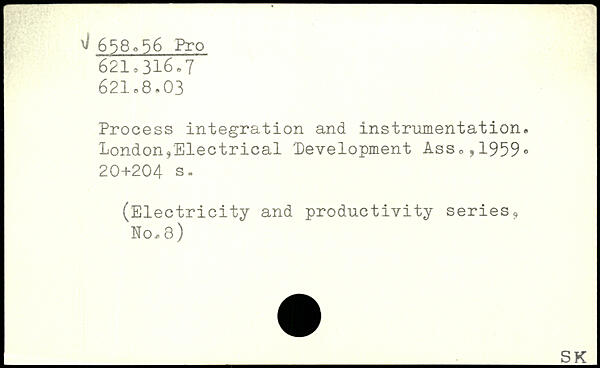 √ 658.56 Pro
621.316.7
621.8.03
Process integration and instrumentation.
London,Electrical Development Ass.,1959.
20+204 s.
(Electricity and productivity series,
No.8)
SK